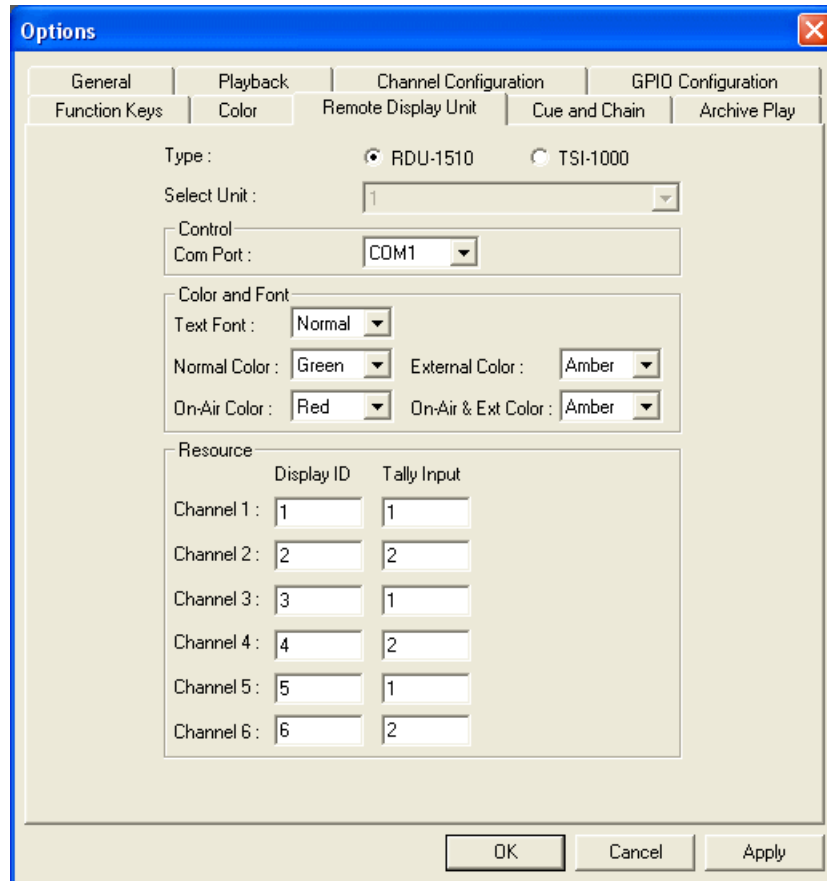 Options
General Playback Channel Configuration GPIO Configuration
Function Keys Color Remote Display Unit Cue and Chain Archive Play
Type : RDU-1510 TSI-1000
Select Unit : 1
Control
Com Port : COM1
Color and Font
Text Font : Normal
Normal Color : Green External Color : Amber
On-Air Color : Red On-Air & Ext Color : Amber
Resource
Display ID Tally Input
Channel 1 : 1 1
Channel 2 : 2 2
Channel 3 : 3 1
Channel 4 : 4 2
Channel 5 : 5 1
Channel 6 : 6 2
OK Cancel Apply